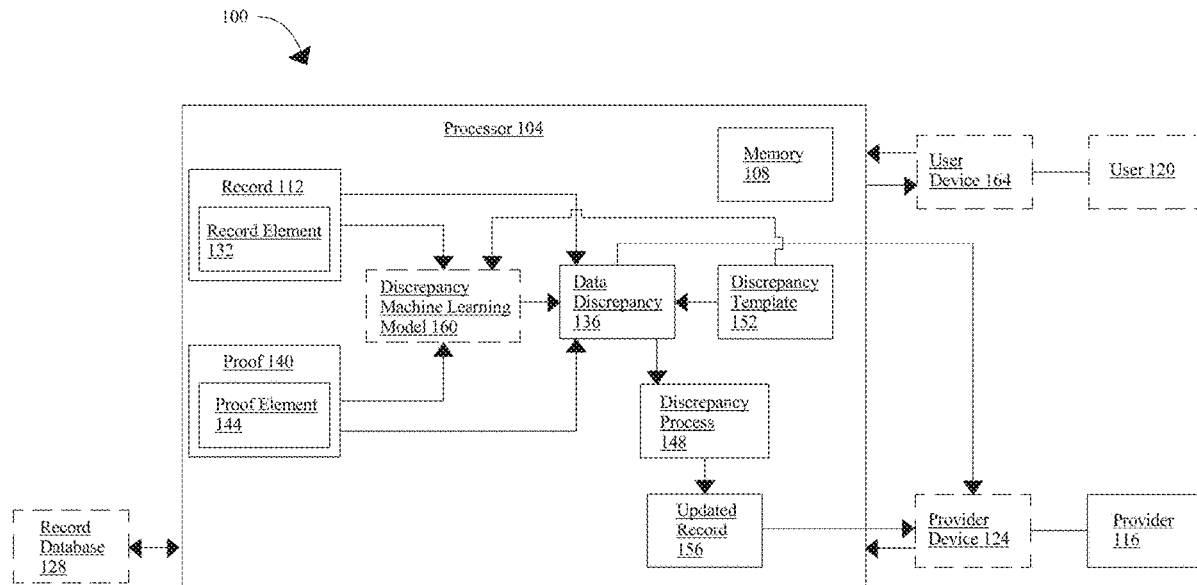 100
Processor 104
Memory
108
User
Device 164
User 120
Record 112
Record Element
132
Discrepancy
Machine Learning
Model 160
Data
Discrepancy
136
Discrepancy
Template
152
Proof 140
Proof Element
144
Discrepancy
Process
148
Record
Database
128
Updated
Record
156
Provider
Device 124
Provider
116